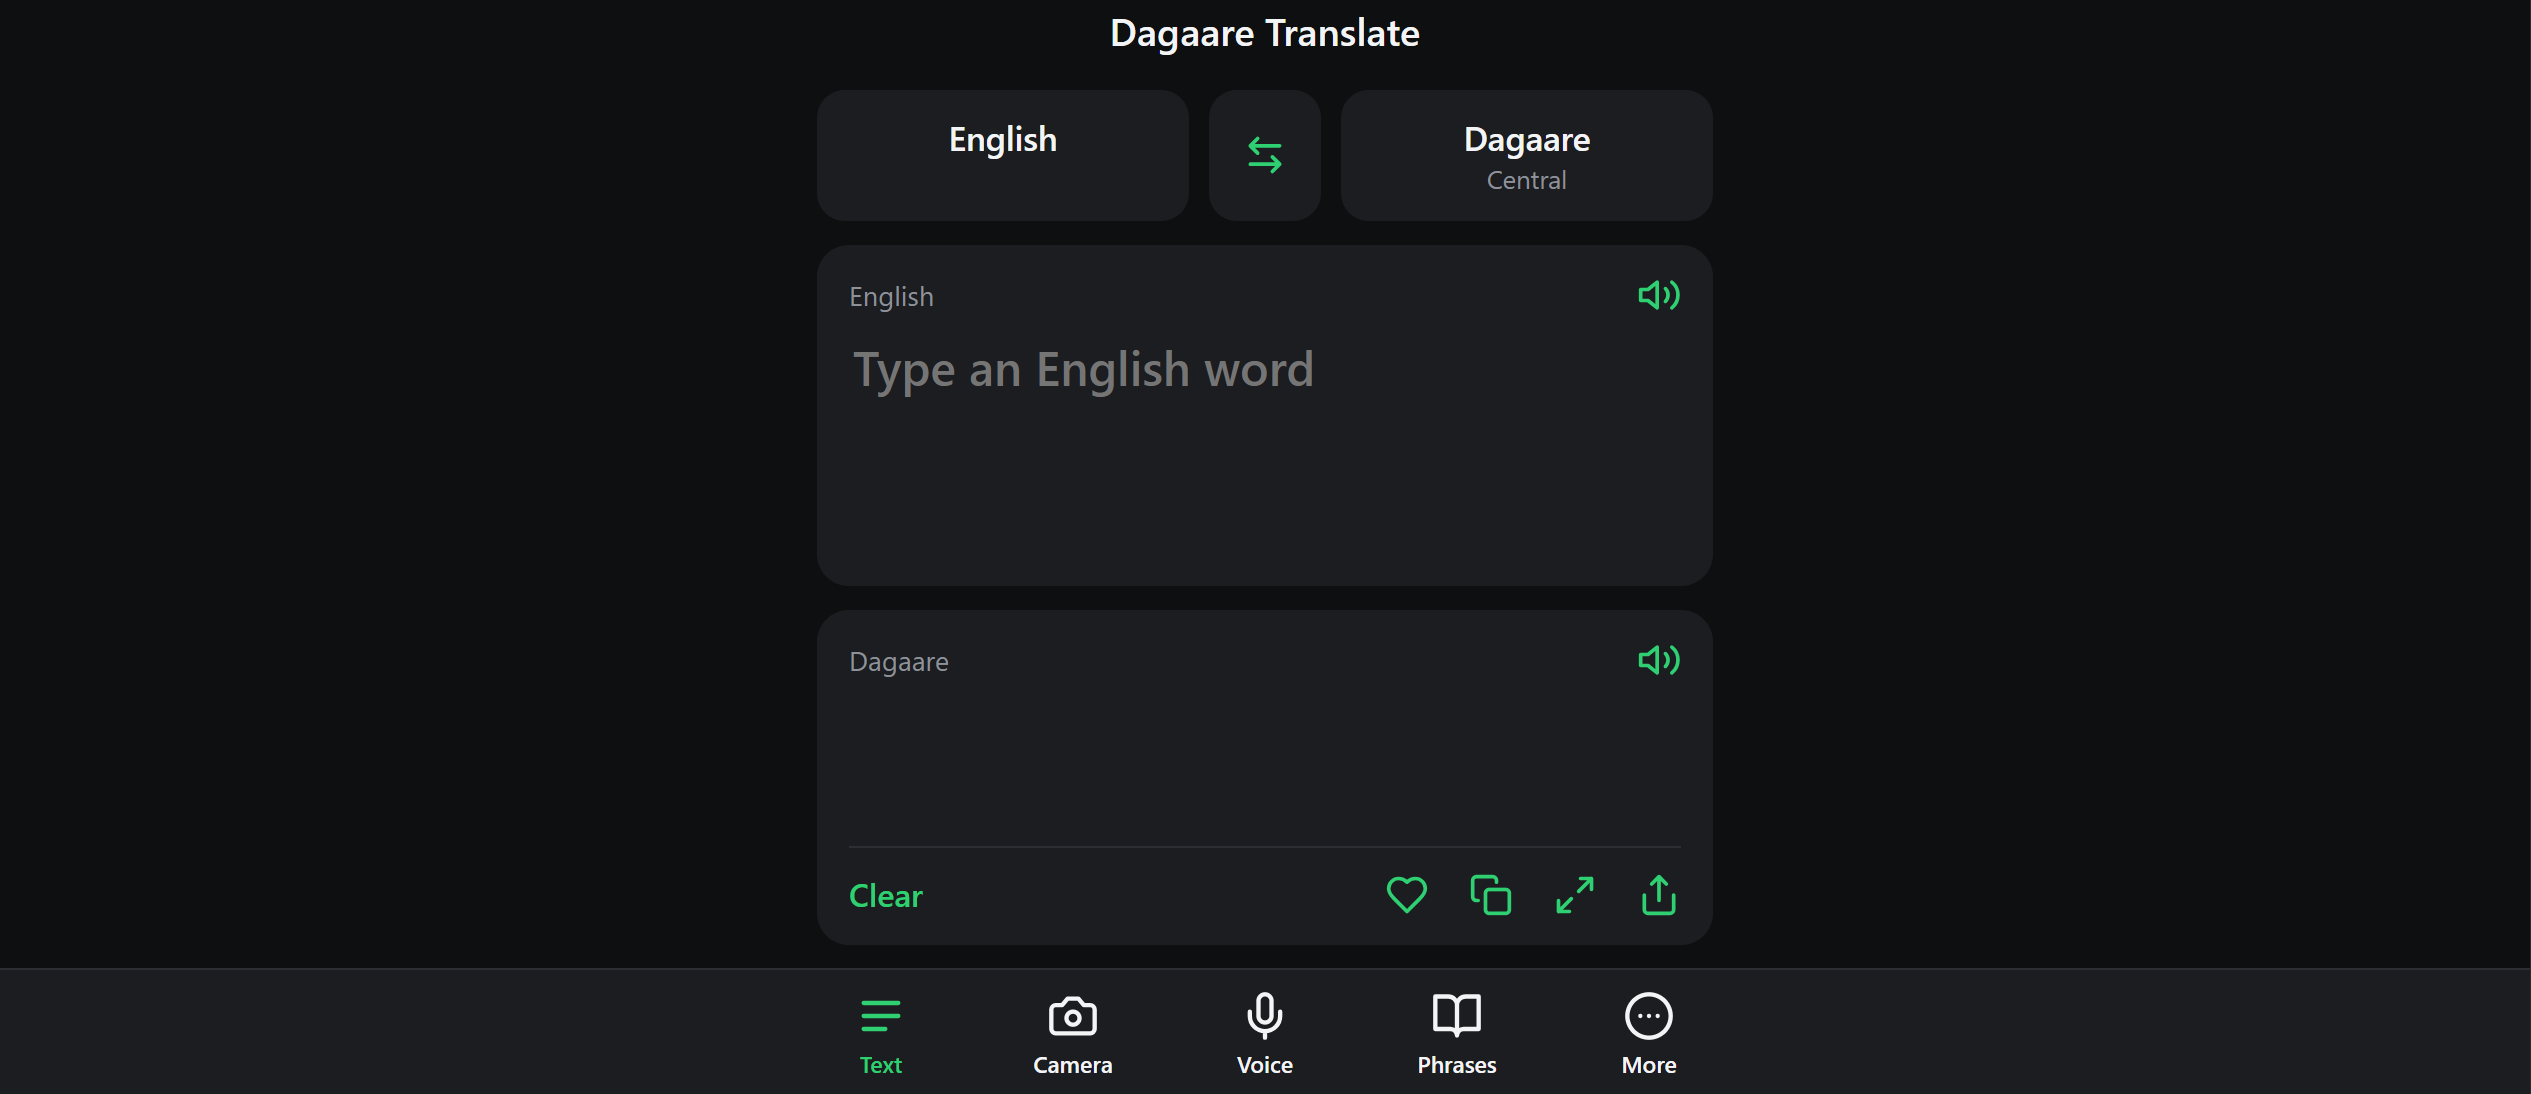 Dagaare Translate
English
Dagaare
Central
English
Type an English word
Dagaare
Clear
Text
Camera
Voice
Phrases
More